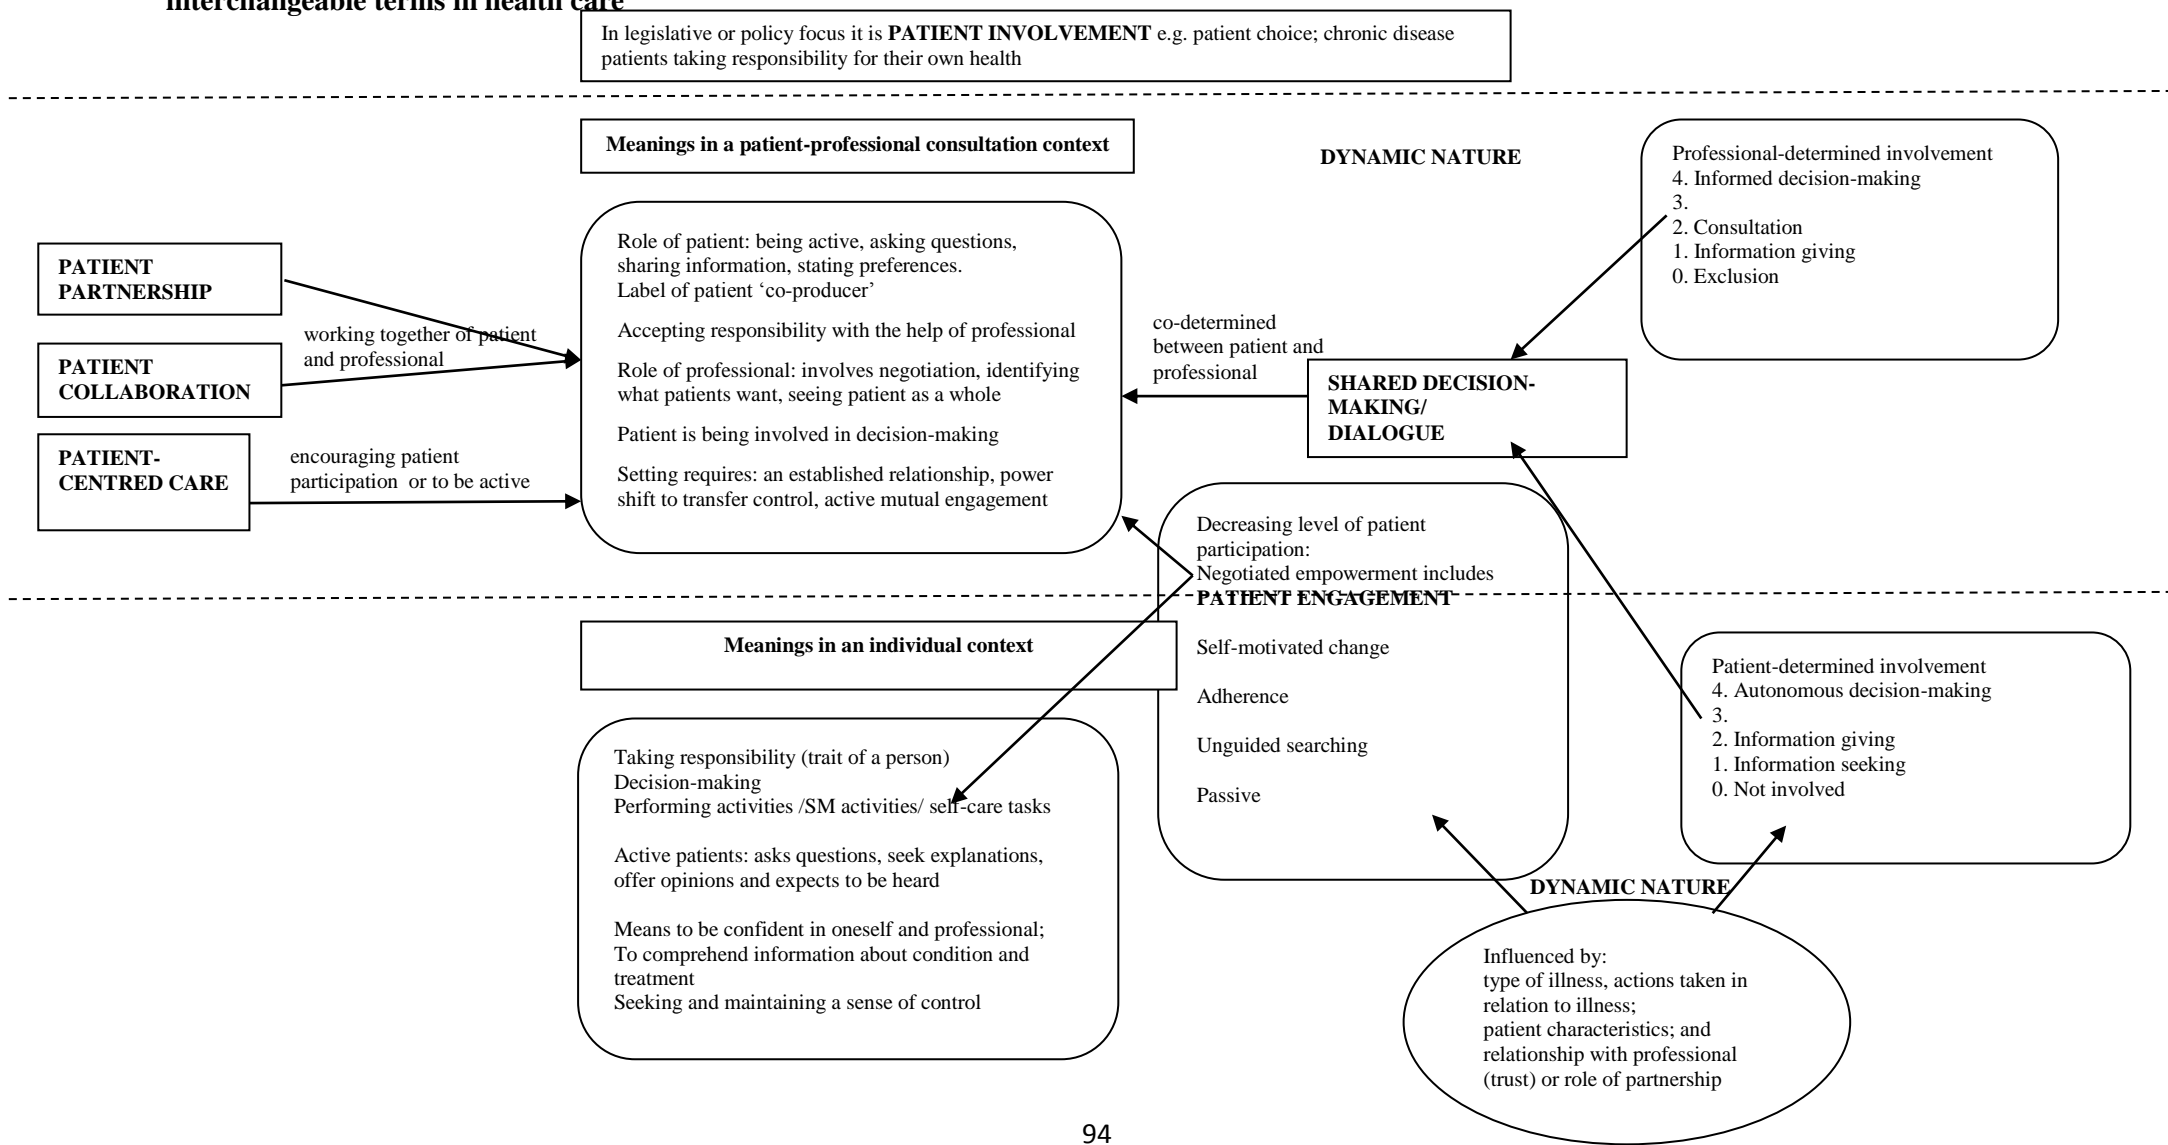 interchangeable terms in health care
In legislative or policy focus it is PATIENT INVOLVEMENT e.g. patient choice; chronic disease
patients taking responsibility for their own health
Meanings in a patient-professional consultation context
DYNAMIC NATURE
Professional-determined involvement
4. Informed decision-making
3.
2. Consultation
1. Information giving
0. Exclusion
PATIENT
PARTNERSHIP
working together of patient
and professional
PATIENT
COLLABORATION
PATIENT-
CENTRED CARE
encouraging patient
participation or to be active
Role of patient: being active, asking questions,
sharing information, stating preferences.
Label of patient ‘co-producer’
Accepting responsibility with the help of professional
Role of professional: involves negotiation, identifying
what patients want, seeing patient as a whole
Patient is being involved in decision-making
Setting requires: an established relationship, power
shift to transfer control, active mutual engagement
co-determined
between patient and
professional
SHARED DECISION-
MAKING/
DIALOGUE
Decreasing level of patient
participation:
Negotiated empowerment includes
PATIENT ENGAGEMENT
Self-motivated change
Adherence
Unguided searching
Passive
Meanings in an individual context
Patient-determined involvement
4. Autonomous decision-making
3.
2. Information giving
1. Information seeking
0. Not involved
Taking responsibility (trait of a person)
Decision-making
Performing activities /SM activities/ self-care tasks
Active patients: asks questions, seek explanations,
offer opinions and expects to be heard
Means to be confident in oneself and professional;
To comprehend information about condition and
treatment
Seeking and maintaining a sense of control
DYNAMIC NATURE
Influenced by:
type of illness, actions taken in
relation to illness;
patient characteristics; and
relationship with professional
(trust) or role of partnership
94